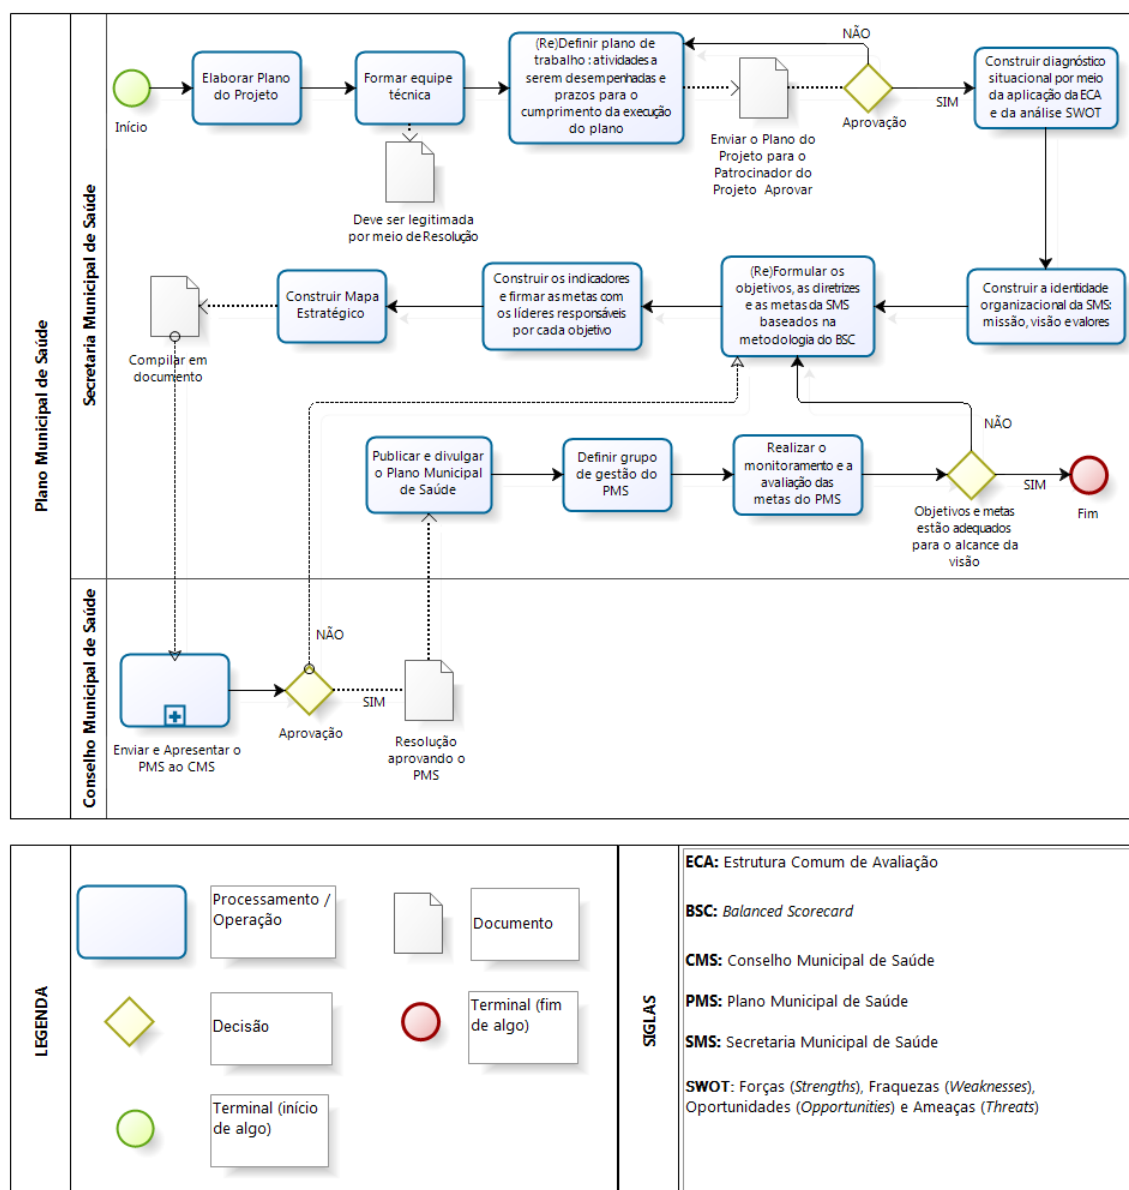 Plano Municipal de Saúde
Secretaria Municipal de Saúde
Início
Elaborar Plano
do Projeto
Formar equipe
técnica
Deve ser legitimada
por meio de Resolução
(Re)Definir plano de
trabalho : atividades a
serem desempenhadas e
prazos para o
cumprimento da execução
do plano
Enviar o Plano do
Projeto para o
Patrocinador do
Projeto Aprovar
NÃO
Aprovação
SIM
Construir diagnóstico
situacional por meio
da aplicação da ECA
e da análise SWOT
Construir a identidade
organizacional da SMS:
missão, visão e valores
(Re)Formular os
objetivos, as diretrizes
e as metas da SMS
baseados na
metodologia do BSC
Construir os indicadores
e firmar as metas com
os líderes responsáveis
por cada objetivo
Construir Mapa
Estratégico
Compilar em
documento
Publicar e divulgar
o Plano Municipal
de Saúde
Definir grupo
de gestão do
PMS
Realizar o
monitoramento e a
avaliação das
metas do PMS
NÃO
SIM
Objetivos e metas
estão adequados
para o alcance da
visão
Fim
Conselho Municipal de Saúde
Enviar e Apresentar o
PMS ao CMS
NÃO
Aprovação
SIM
Resolução
aprovando o
PMS
LEGENDA
Processamento /
Operação
Documento
Decisão
Terminal (fim
de algo)
Terminal (início
de algo)
SIGLAS
ECA: Estrutura Comum de Avaliação
BSC: Balanced Scorecard
CMS: Conselho Municipal de Saúde
PMS: Plano Municipal de Saúde
SMS: Secretaria Municipal de Saúde
SWOT: Forças (Strengths), Fraquezas (Weaknesses),
Oportunidades (Opportunities) e Ameaças (Threats)